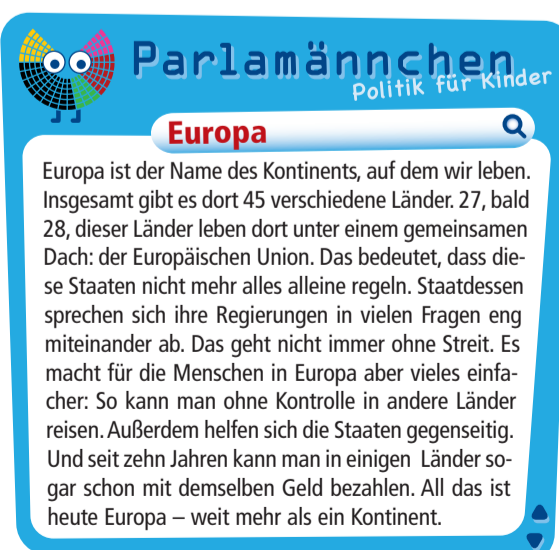 Parlamännchen
Politik für Kinder
Europa
Europa ist der Name des Kontinents, auf dem wir leben.
Insgesamt gibt es dort 45 verschiedene Länder. 27, bald
28, dieser Länder leben dort unter einem gemeinsamen
Dach: der Europäischen Union. Das bedeutet, dass die-
se Staaten nicht mehr alles alleine regeln. Staatdessen
sprechen sich ihre Regierungen in vielen Fragen eng
miteinander ab. Das geht nicht immer ohne Streit. Es
macht für die Menschen in Europa aber vieles einfa-
cher: So kann man ohne Kontrolle in andere Länder
reisen. Außerdem helfen sich die Staaten gegenseitig.
Und seit zehn Jahren kann man in einigen Länder so-
gar schon mit demselben Geld bezahlen. All das ist
heute Europa – weit mehr als ein Kontinent.